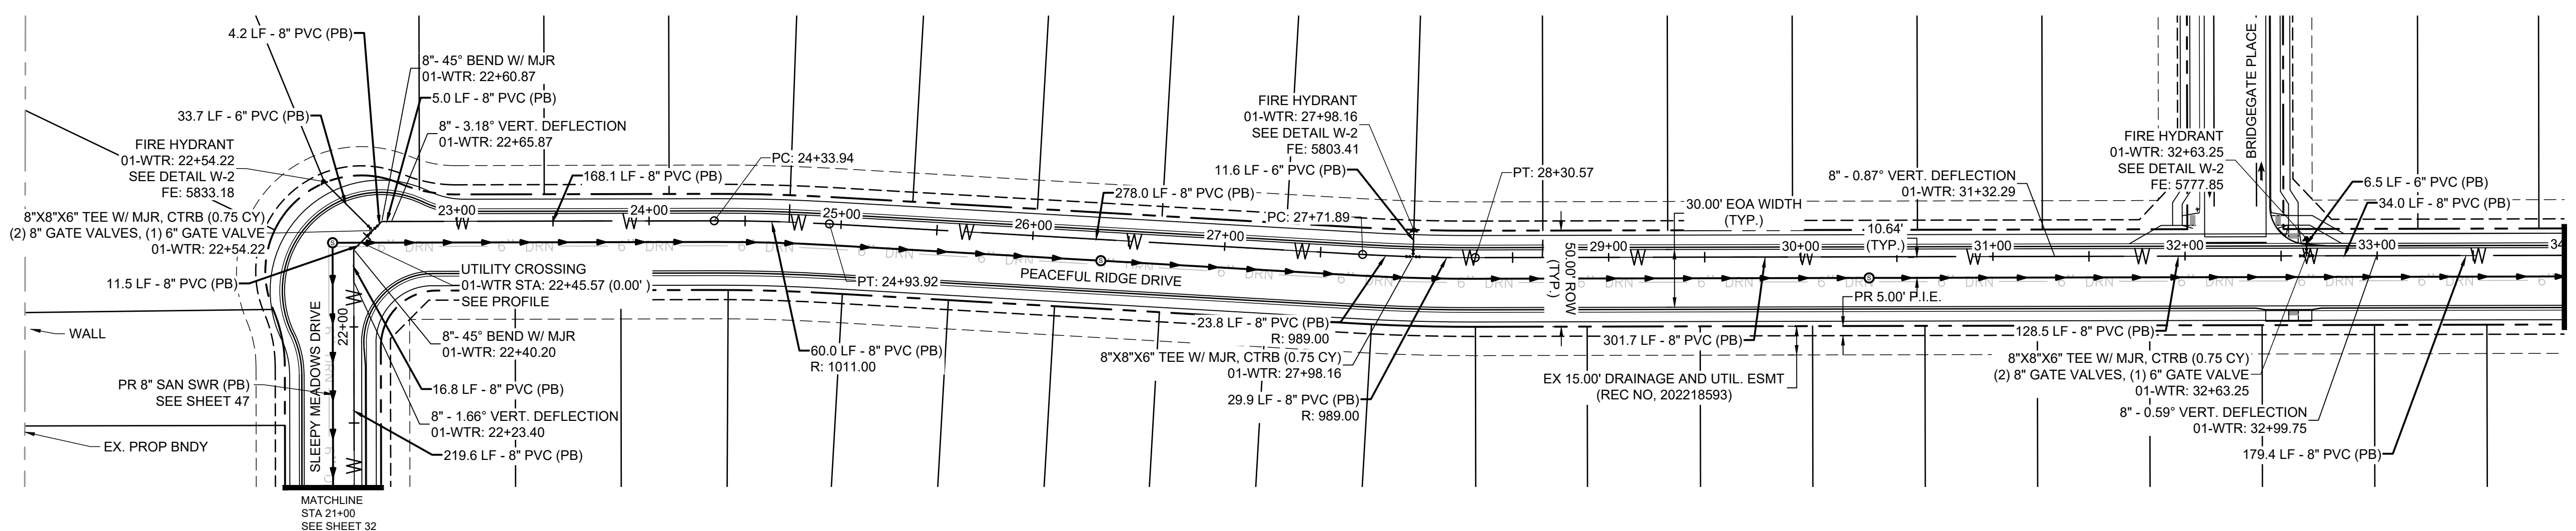 4.2 LF - 8" PVC (PB)
8"- 45° BEND W/ MJR
01-WTR: 22+60.87
5.0 LF - 8" PVC (PB)
33.7 LF - 6" PVC (PB)
8" - 3.18° VERT. DEFLECTION
01-WTR: 22+65.87
FIRE HYDRANT
01-WTR: 22+54.22
SEE DETAIL W-2
FE: 5833.18
8"X8"X6" TEE W/ MJR, CTRB (0.75 CY)
(2) 8" GATE VALVES, (1) 6" GATE VALVE
01-WTR: 22+54.22
11.5 LF - 8" PVC (PB)
WALL
PR 8" SAN SWR (PB)
SEE SHEET 47
EX. PROP BNDY
SLEEPY MEADOWS DRIVE
22+00
MATCHLINE
STA 21+00
SEE SHEET 32
UTILITY CROSSING
01-WTR STA: 22+45.57 (0.00' )
SEE PROFILE
8"- 45° BEND W/ MJR
01-WTR: 22+40.20
16.8 LF - 8" PVC (PB)
8" - 1.66° VERT. DEFLECTION
01-WTR: 22+23.40
219.6 LF - 8" PVC (PB)
PC: 24+33.94
168.1 LF - 8" PVC (PB)
23+00
24+00
25+00
26+00
27+00
PT: 24+93.92
60.0 LF - 8" PVC (PB)
R: 1011.00
278.0 LF - 8" PVC (PB)
PEACEFUL RIDGE DRIVE
FIRE HYDRANT
01-WTR: 27+98.16
SEE DETAIL W-2
FE: 5803.41
11.6 LF - 6" PVC (PB)
PC: 27+71.89
PT: 28+30.57
23.8 LF - 8" PVC (PB)
R: 989.00
8"X8"X6" TEE W/ MJR, CTRB (0.75 CY)
01-WTR: 27+98.16
29.9 LF - 8" PVC (PB)
R: 989.00
50.00' ROW
(TYP.)
30.00' EOA WIDTH
(TYP.)
29+00
30+00
31+00
32+00
33+00
34
8" - 0.87° VERT. DEFLECTION
01-WTR: 31+32.29
10.64'
(TYP.)
PR 5.00' P.I.E.
301.7 LF - 8" PVC (PB)
EX 15.00' DRAINAGE AND UTIL. ESMT
(REC NO, 202218593)
FIRE HYDRANT
01-WTR: 32+63.25
SEE DETAIL W-2
FE: 5777.85
BRIDGEGATE PLACE
6.5 LF - 6" PVC (PB)
34.0 LF - 8" PVC (PB)
128.5 LF - 8" PVC (PB)
8"X8"X6" TEE W/ MJR, CTRB (0.75 CY)
(2) 8" GATE VALVES, (1) 6" GATE VALVE
01-WTR: 32+63.25
8" - 0.59° VERT. DEFLECTION
01-WTR: 32+99.75
179.4 LF - 8" PVC (PB)